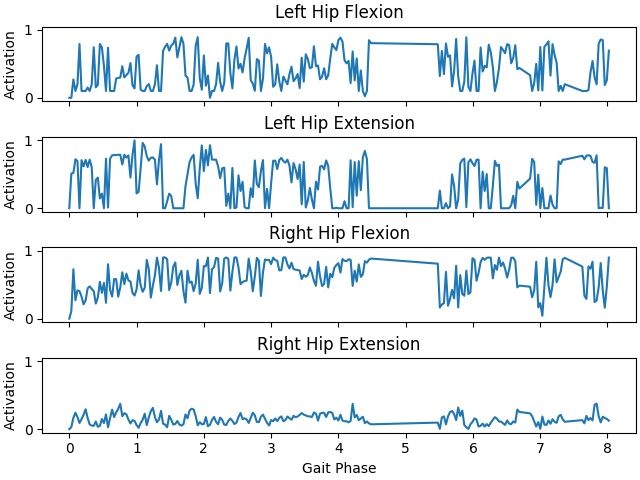 Left Hip Flexion
1
0
Activation
Left Hip Extension
1
0
Activation
Right Hip Flexion
1
0
Activation
Right Hip Extension
1
0
Activation
0 1 2 3 4 5 6 7 8
Gait Phase